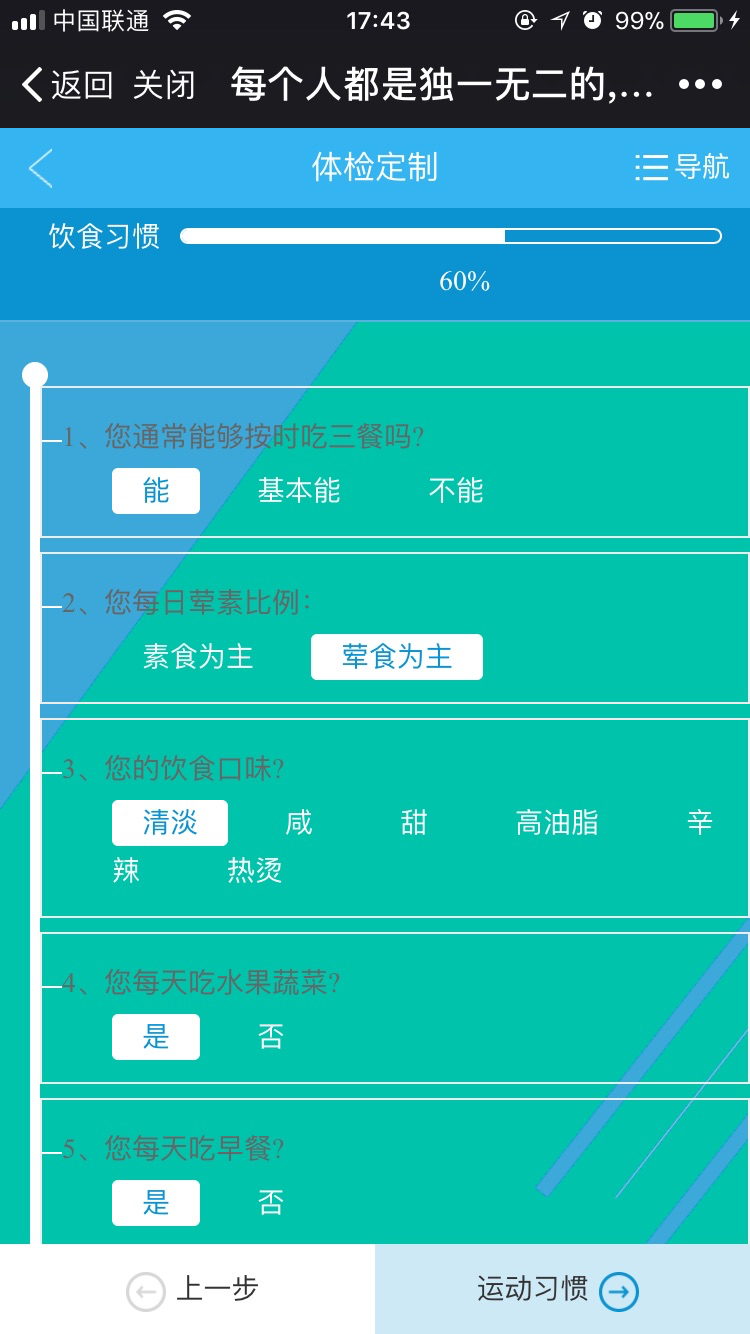 中国联通 17:43 99%
返回 关闭 每个人都是独一无二的,...
体检定制 导航
饮食习惯
60%
1、您通常能够按时吃三餐吗?
能 基本能 不能
2、您每日荤素比例:
素食为主 荤食为主
3、您的饮食口味?
清淡 咸 甜 高油脂 辛
辣 热烫
4、您每天吃水果蔬菜?
是 否
5、您每天吃早餐?
是 否
上一步 运动习惯